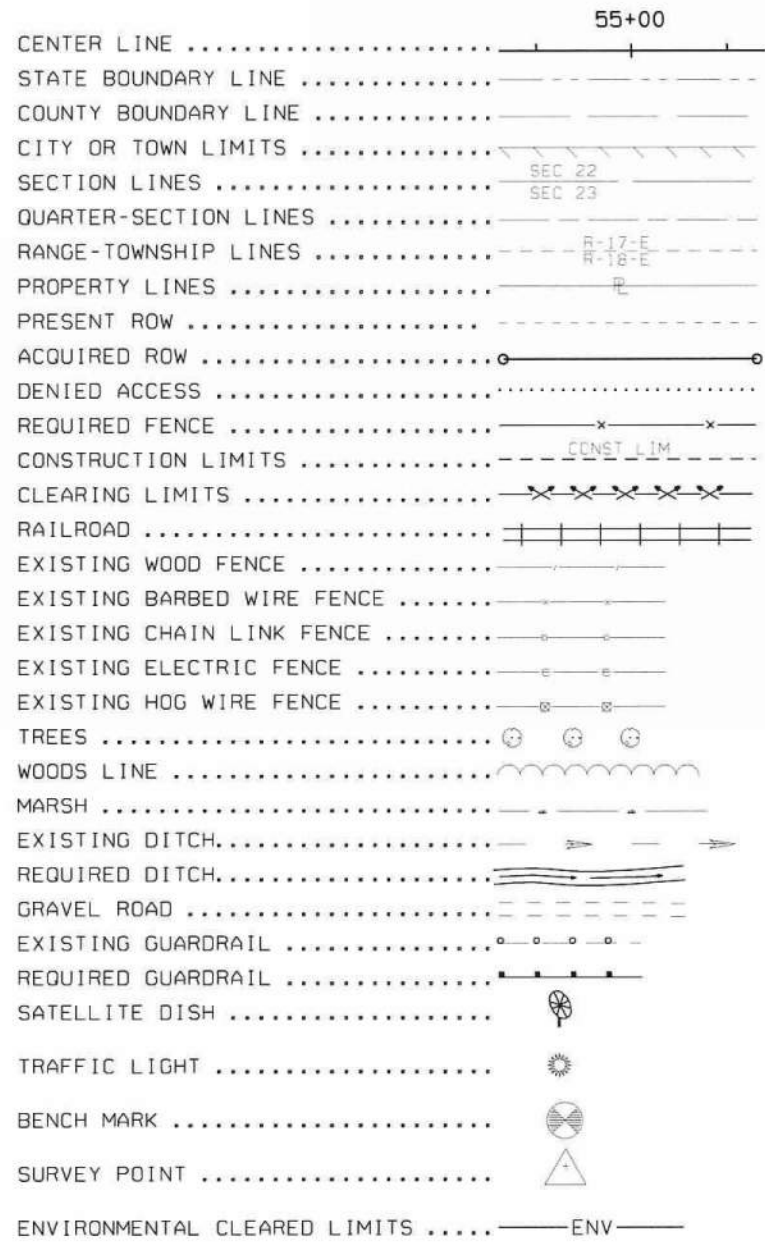 55+00
CENTER LINE ........................
STATE BOUNDARY LINE ...............
COUNTY BOUNDARY LINE ..............
CITY OR TOWN LIMITS ...............
SEC 22
SECTION LINES .....................
SEC 23
QUARTER-SECTION LINES .............
R-17-E
RANGE-TOWNSHIP LINES ..............
R-18-E
PROPERTY LINES .................... PL
PRESENT ROW .......................
ACQUIRED ROW ......................
DENIED ACCESS .....................
REQUIRED FENCE ....................
CONST LIM
CONSTRUCTION LIMITS ...............
CLEARING LIMITS ...................
RAILROAD ..........................
EXISTING WOOD FENCE ...............
EXISTING BARBED WIRE FENCE ........
EXISTING CHAIN LINK FENCE .........
EXISTING ELECTRIC FENCE ........... E E
EXISTING HOG WIRE FENCE ...........
TREES .............................
WOODS LINE ........................
MARSH .............................
EXISTING DITCH.....................
REQUIRED DITCH.....................
GRAVEL ROAD .......................
EXISTING GUARDRAIL ................
REQUIRED GUARDRAIL ................
SATELLITE DISH ....................
TRAFFIC LIGHT .....................
BENCH MARK ........................
SURVEY POINT ......................
ENVIRONMENTAL CLEARED LIMITS ..... ENV